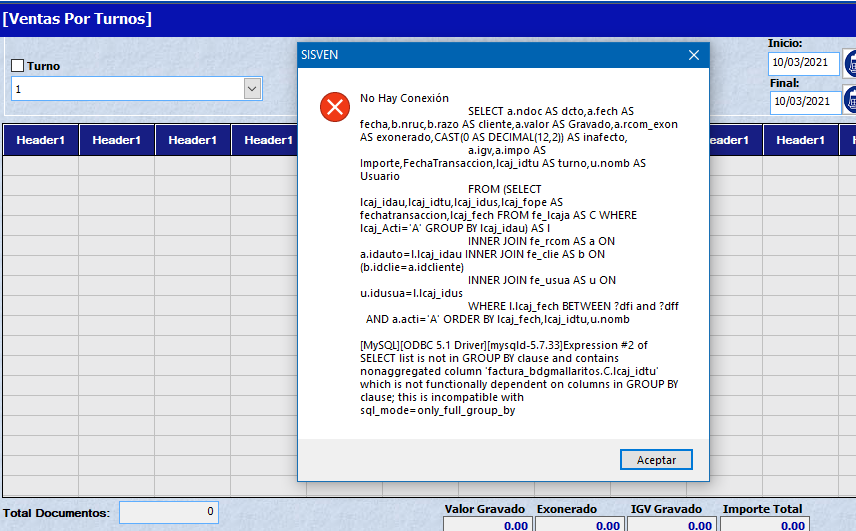 [Ventas Por Turnos]
Turno
1
Inicio:
10/03/2021
Final:
10/03/2021
Header1 Header1 Header1 Header1 eader1 Header1
SISVEN
No Hay Conexión
SELECT a.ndoc AS dcto,a.fech AS
fecha,b.nruc,b.razo AS cliente,a.valor AS Gravado,a.rcom_exon
AS exonerado,CAST(0 AS DECIMAL(12,2)) AS inafecto,
a.igv,a.impo AS
Importe,FechaTransaccion,lcaj_idtu AS turno,u.nomb AS
Usuario
FROM (SELECT
lcaj_idau,lcaj_idtu,lcaj_idus,lcaj_fope AS
fechatransaccion,lcaj_fech FROM fe_lcaja AS C WHERE
lcaj_Acti='A' GROUP BY lcaj_idau) AS l
INNER JOIN fe_rcom AS a ON
a.idauto=l.lcaj_idau INNER JOIN fe_clie AS b ON
(b.idclie=a.idcliente)
INNER JOIN fe_usua AS u ON
u.idusua=l.lcaj_idus
WHERE l.lcaj_fech BETWEEN ?dfi and ?dff
AND a.acti='A' ORDER BY lcaj_fech,lcaj_idtu,u.nomb
[MySQL][ODBC 5.1 Driver][mysqld-5.7.33]Expression #2 of
SELECT list is not in GROUP BY clause and contains
nonaggregated column 'factura_bdgmallaritos.C.lcaj_idtu'
which is not functionally dependent on columns in GROUP BY
clause; this is incompatible with
sql_mode=only_full_group_by
Aceptar
Total Documentos: 0
Valor Gravado Exonerado IGV Gravado Importe Total
0.00 0.00 0.00 0.00